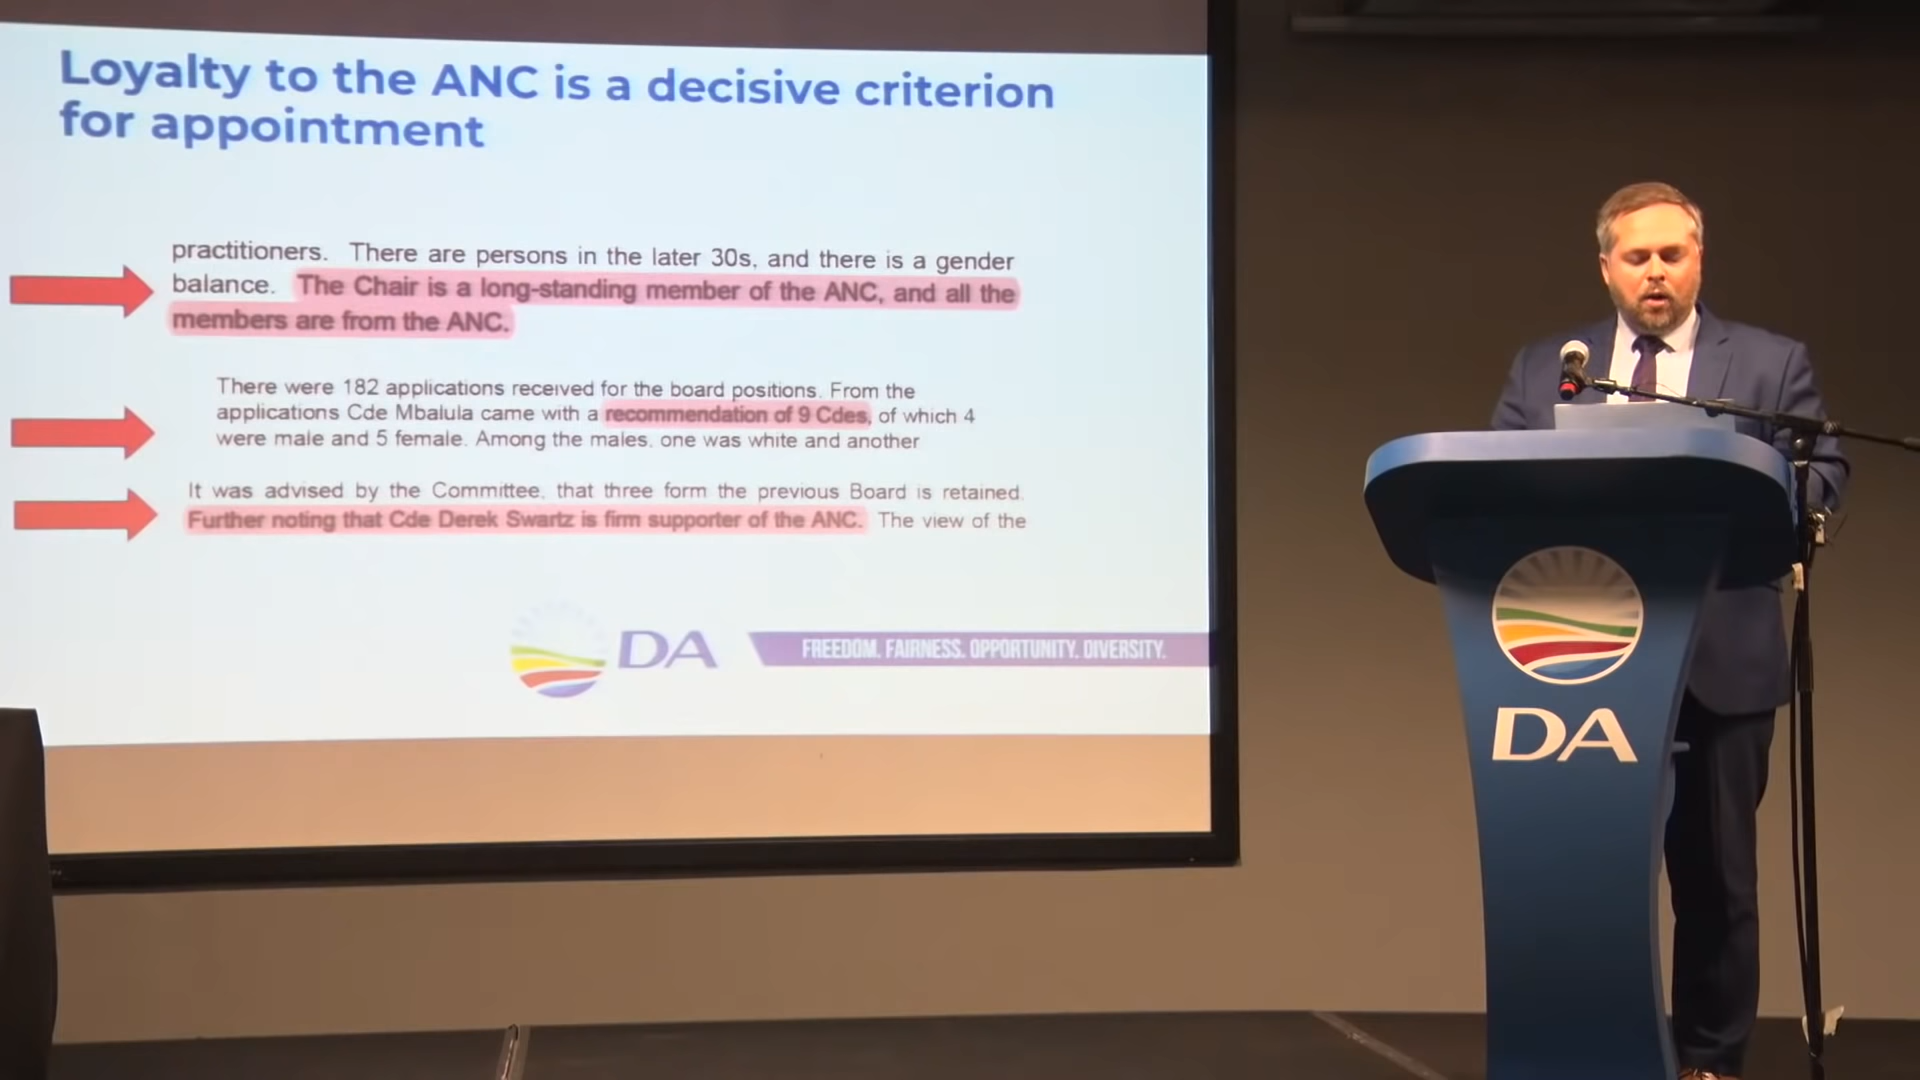 Loyalty to the ANC is a decisive criterion
for appointment
practitioners. There are persons in the later 30s, and there is a gender
balance. The Chair is a long-standing member of the ANC, and all the
members are from the ANC.
There were 182 applications received for the board positions. From the
applications Cde Mbalula came with a recommendation of 9 Cdes, of which 4
were male and 5 female. Among the males, one was white and another
It was advised by the Committee, that three form the previous Board is retained.
Further noting that Cde Derek Swartz is firm supporter of the ANC. The view of the
DA
FREEDOM. FAIRNESS. OPPORTUNITY. DIVERSITY.
DA